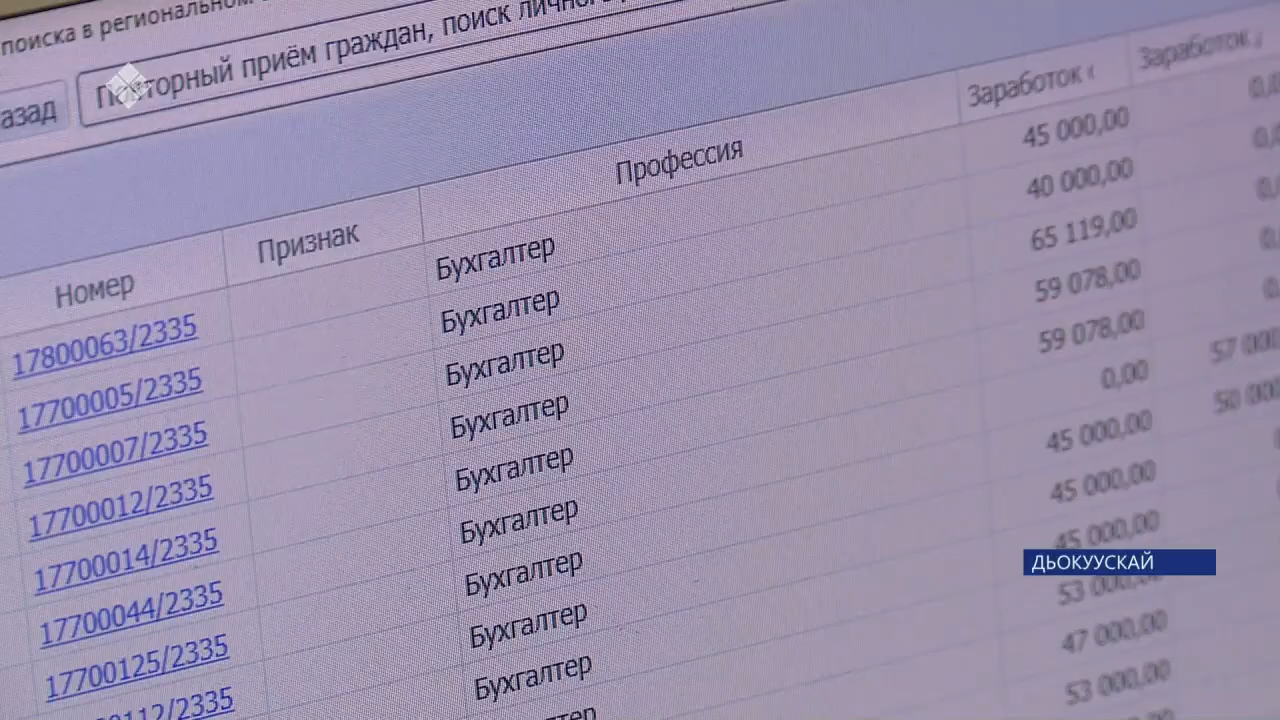 поиска в региональном
азад Повторный приём граждан, поиск личного
Номер Признак Профессия Заработок Заработок
17800063/2335 Бухгалтер 45 000,00
17700005/2335 Бухгалтер 40 000,00
17700007/2335 Бухгалтер 65 119,00
17700012/2335 Бухгалтер 59 078,00
17700014/2335 Бухгалтер 59 078,00
17700044/2335 Бухгалтер 0,00 57 000
17700125/2335 Бухгалтер 45 000,00 50 000
0112/2335 Бухгалтер 45 000,00
Бухгалтер 45 000,00
53 000,00
47 000,00
53 000,00
ДЬОКУУСКАЙ